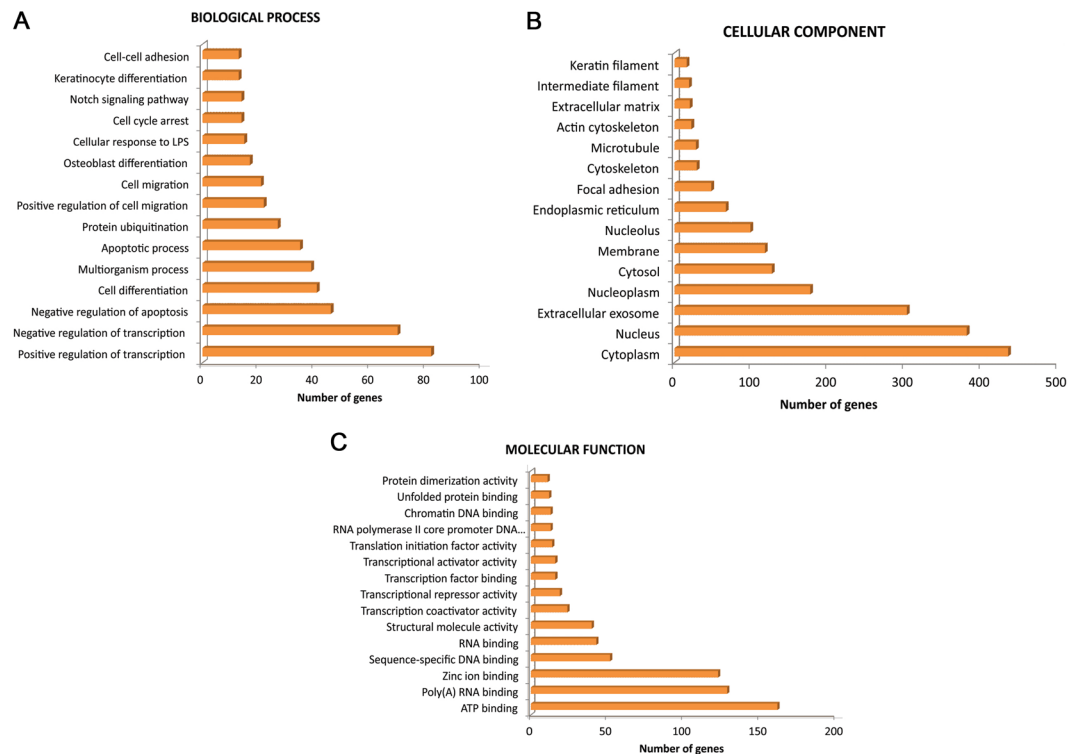 A
BIOLOGICAL PROCESS
Cell-cell adhesion
Keratinocyte differentiation
Notch signaling pathway
Cell cycle arrest
Cellular response to LPS
Osteoblast differentiation
Cell migration
Positive regulation of cell migration
Protein ubiquitination
Apoptotic process
Multiorganism process
Cell differentiation
Negative regulation of apoptosis
Negative regulation of transcription
Positive regulation of transcription
0 20 40 60 80 100
Number of genes
B
CELLULAR COMPONENT
Keratin filament
Intermediate filament
Extracellular matrix
Actin cytoskeleton
Microtubule
Cytoskeleton
Focal adhesion
Endoplasmic reticulum
Nucleolus
Membrane
Cytosol
Nucleoplasm
Extracellular exosome
Nucleus
Cytoplasm
0 100 200 300 400 500
Number of genes
C
MOLECULAR FUNCTION
Protein dimerization activity
Unfolded protein binding
Chromatin DNA binding
RNA polymerase II core promoter DNA...
Translation initiation factor activity
Transcriptional activator activity
Transcription factor binding
Transcriptional repressor activity
Transcription coactivator activity
Structural molecule activity
RNA binding
Sequence-specific DNA binding
Zinc ion binding
Poly(A) RNA binding
ATP binding
0 50 100 150 200
Number of genes